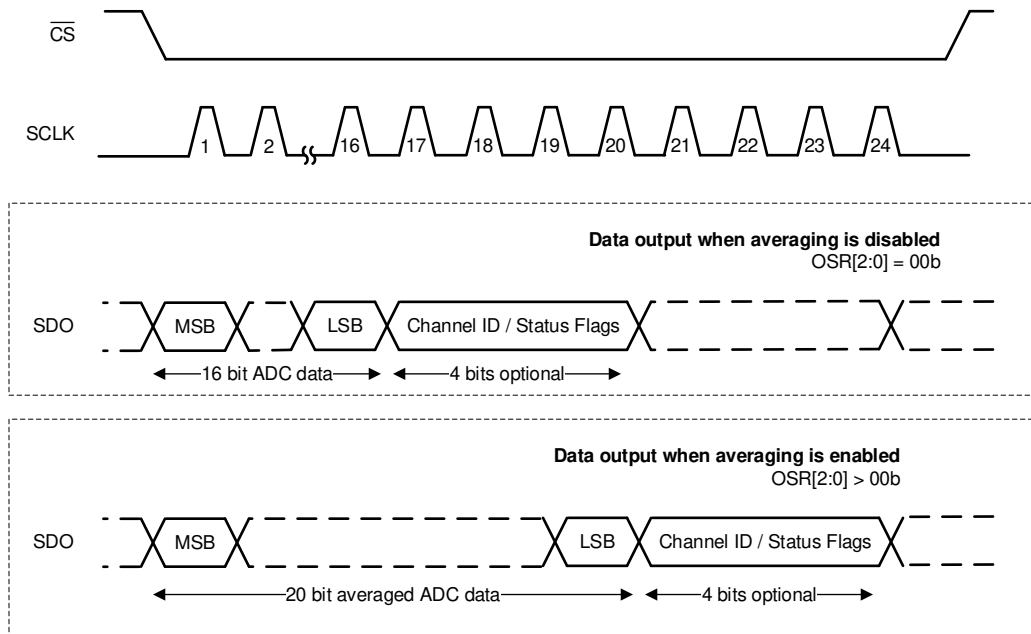 CS
SCLK
1 2 16 17 18 19 20 21 22 23 24
Data output when averaging is disabled
OSR[2:0] = 00b
SDO MSB LSB Channel ID / Status Flags
16 bit ADC data 4 bits optional
Data output when averaging is enabled
OSR[2:0] > 00b
SDO MSB LSB Channel ID / Status Flags
20 bit averaged ADC data 4 bits optional